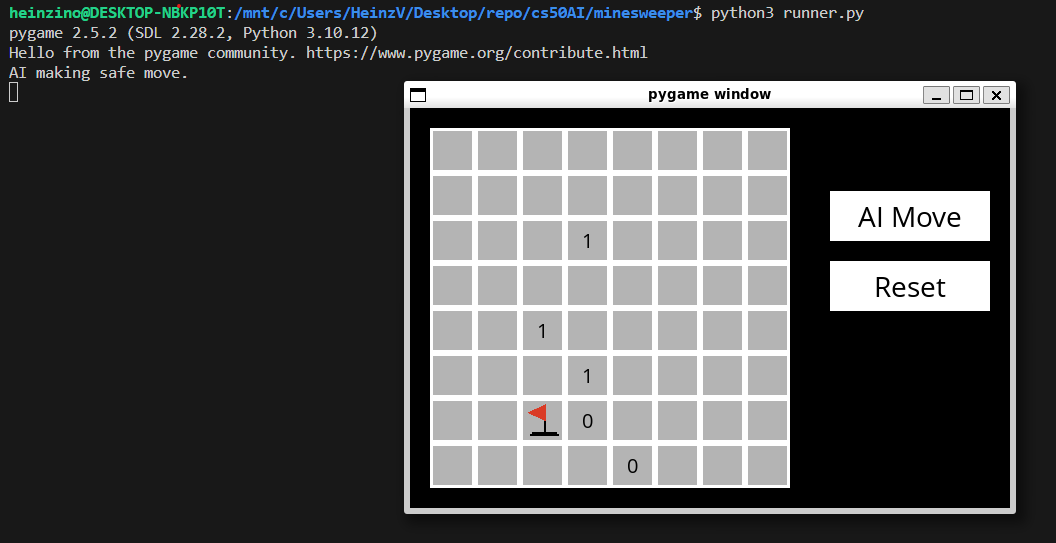 heinzino@DESKTOP-NBKP10T:/mnt/c/Users/HeinzV/Desktop/repo/cs50AI/minesweeper$ python3 runner.py
pygame 2.5.2 (SDL 2.28.2, Python 3.10.12)
Hello from the pygame community. https://www.pygame.org/contribute.html
AI making safe move.
pygame window
AI Move
1
Reset
1
1
0
0